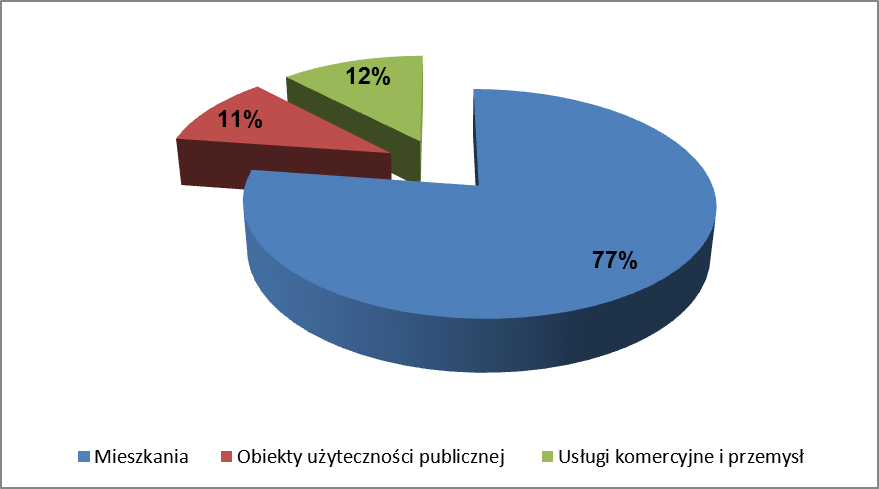 12%
11%
77%
Mieszkania
Obiekty użyteczności publicznej
Usługi komercyjne i przemysł